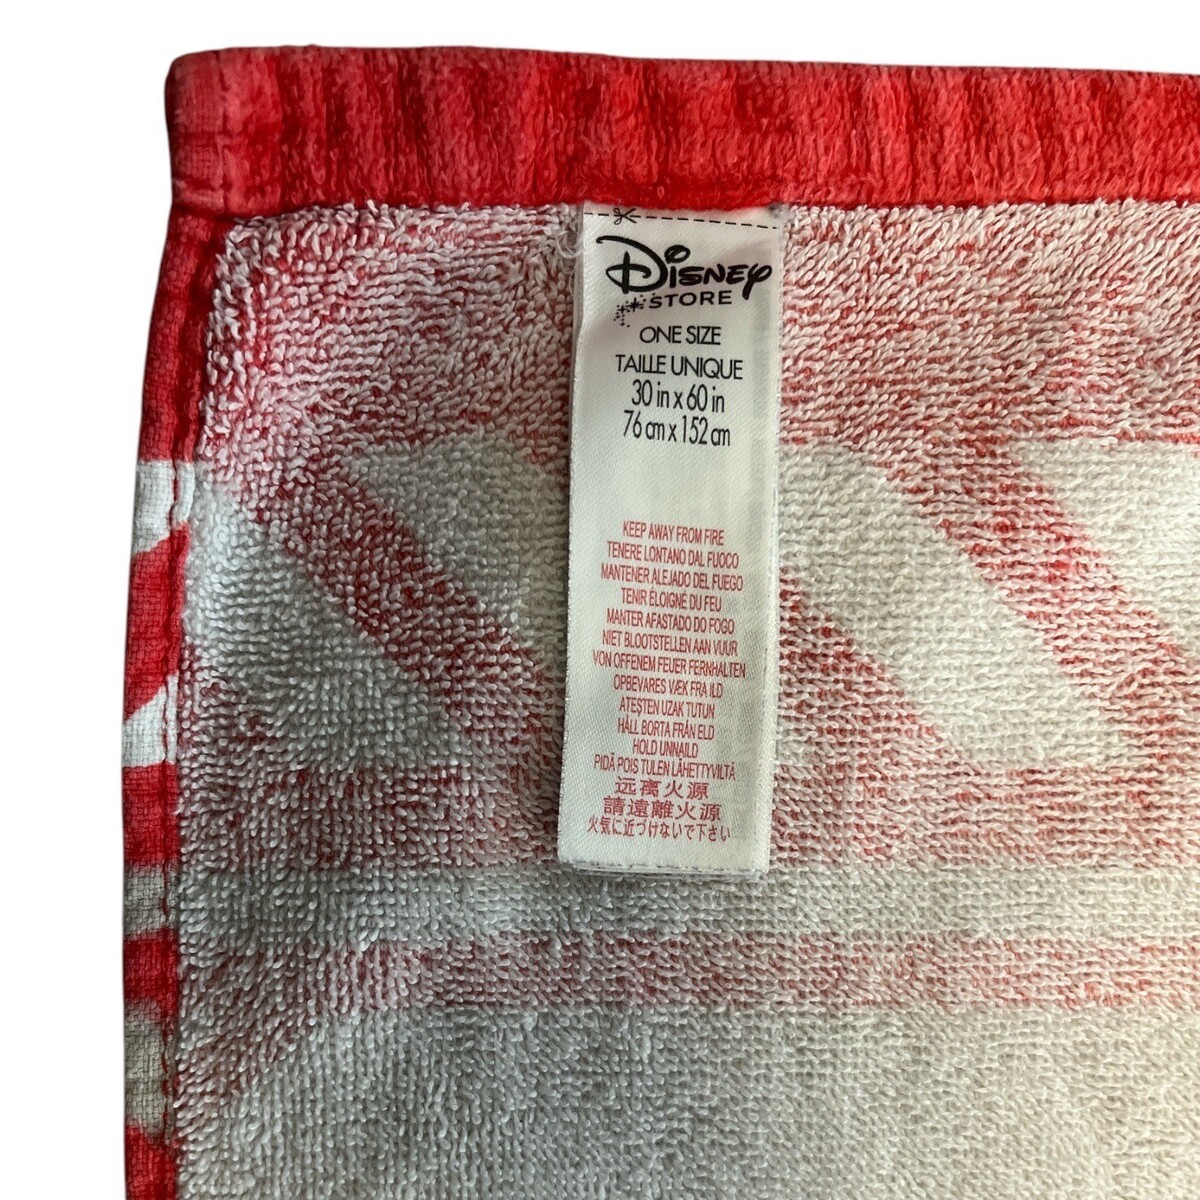 Disney
STORE
ONE SIZE
TAILLE UNIQUE
30 in x 60 in
76 cm x 152 cm
KEEP AWAY FROM FIRE
TENERE LONTANO DAL FUOCO
MANTENER ALEJADO DEL FUEGO
TENIR ÉLOIGNÉ DU FEU
MANTER AFASTADO DO FOGO
NIET BLOOTSTELLEN AAN VUUR
VON OFFENEM FEUER FERNHALTEN
OPBEVARES VÆK FRA ILD
ATEŞTEN UZAK TUTUN
HÅLL BORTA FRÅN ELD
HOLD UNNAILD
PIDÄ POIS TULEN LÄHETTYVILTÄ
远离火源
請遠離火源
火気に近づけないで下さい